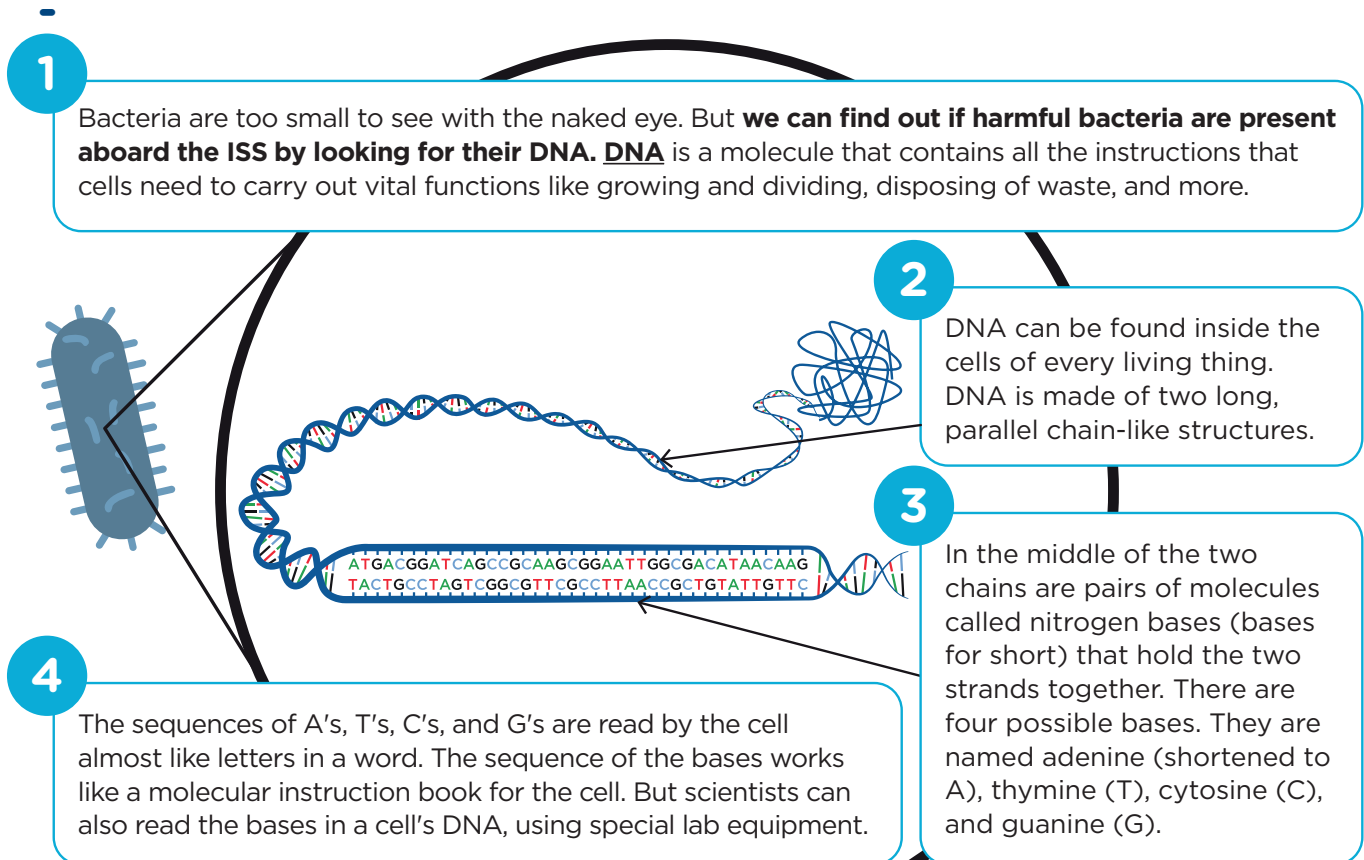 1
Bacteria are too small to see with the naked eye. But we can find out if harmful bacteria are present
aboard the ISS by looking for their DNA. DNA is a molecule that contains all the instructions that
cells need to carry out vital functions like growing and dividing, disposing of waste, and more.
2
DNA can be found inside the
cells of every living thing.
DNA is made of two long,
parallel chain-like structures.
ATGACGGATCAGCCGCAAGCGGAATTGGCGACATAACAAG
TACTGCCTAGTCGGCGTTCGCCTTAACCGCTGTATTGTTC
3
In the middle of the two
chains are pairs of molecules
called nitrogen bases (bases
for short) that hold the two
strands together. There are
four possible bases. They are
named adenine (shortened to
A), thymine (T), cytosine (C),
and guanine (G).
4
The sequences of A's, T's, C's, and G's are read by the cell
almost like letters in a word. The sequence of the bases works
like a molecular instruction book for the cell. But scientists can
also read the bases in a cell's DNA, using special lab equipment.